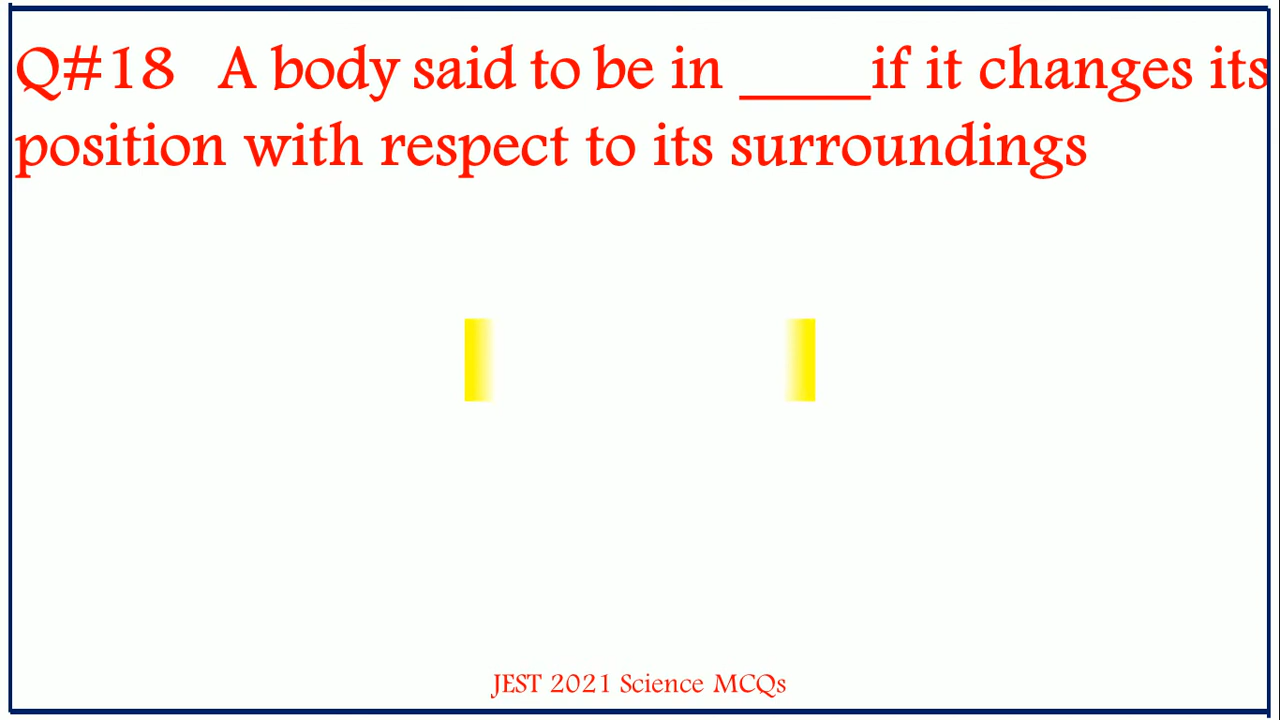 Q#18 A body said to be in _____if it changes its
position with respect to its surroundings
JEST 2021 Science MCQs